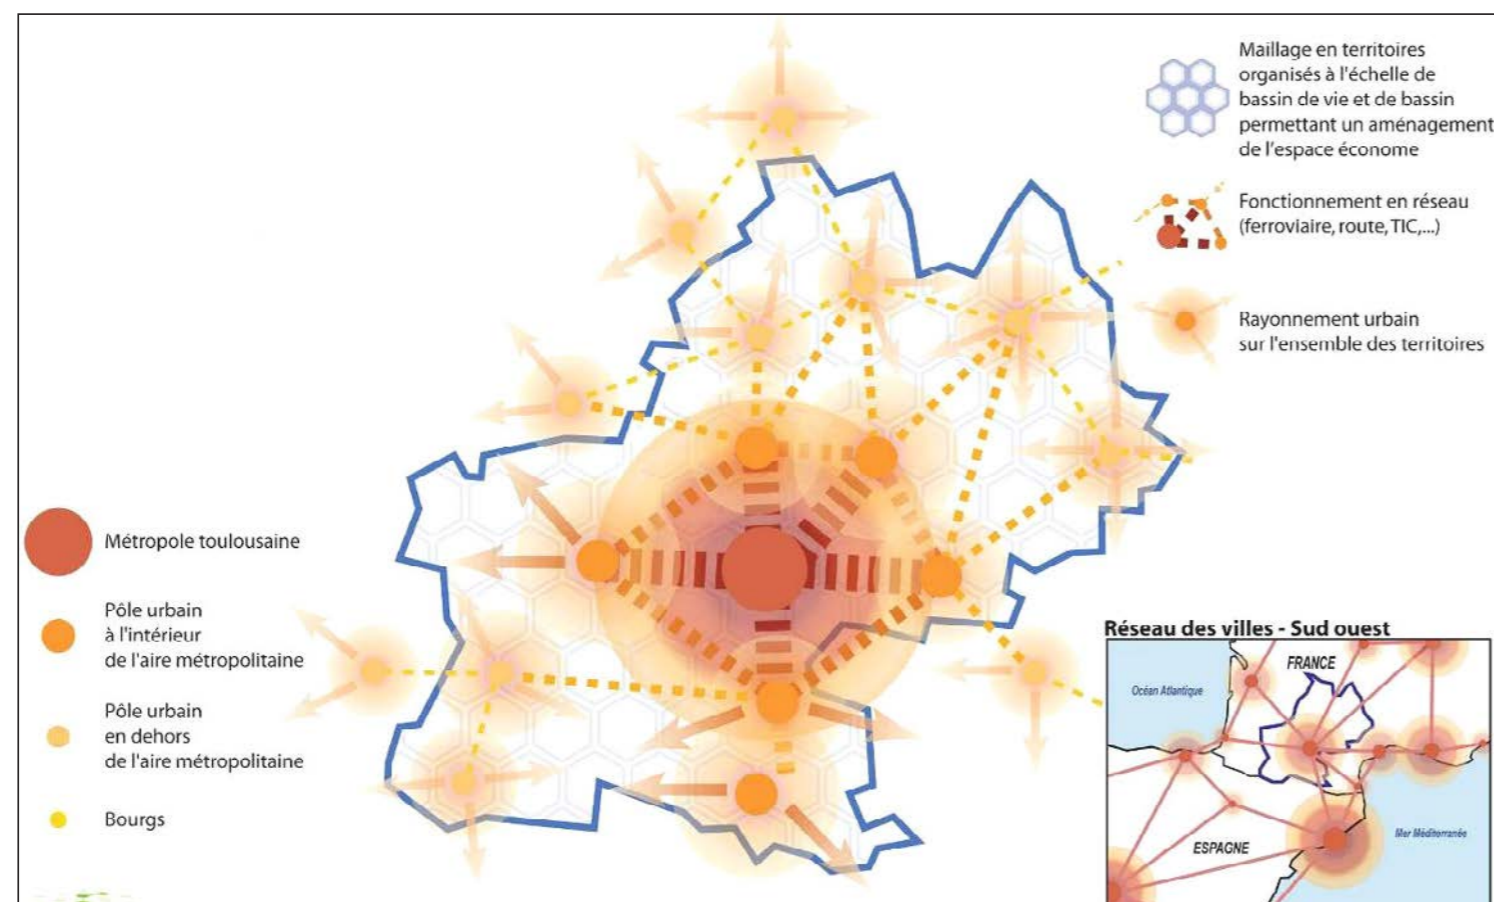 Maillage en territoires
organisés à l'échelle de
bassin de vie et de bassin
permettant un aménagement
de l'espace économe
Fonctionnement en réseau
(ferroviaire, route, TIC,...)
Rayonnement urbain
sur l'ensemble des territoires
Métropole toulousaine
Pôle urbain
à l'intérieur
de l'aire métropolitaine
Pôle urbain
en dehors
de l'aire métropolitaine
Bourgs
Réseau des villes - Sud ouest
FRANCE
Océan Atlantique
Mer Méditerranée
ESPAGNE